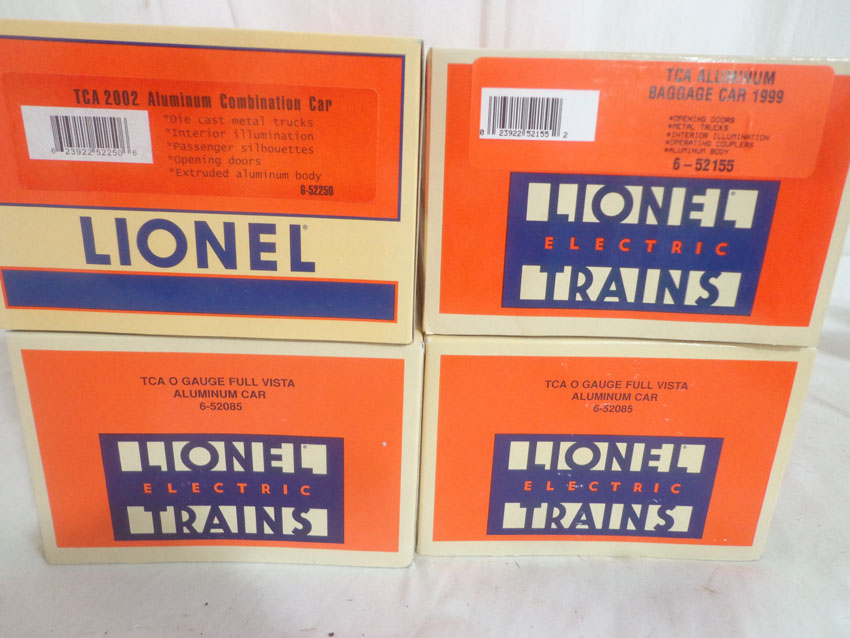 TCA 2002 Aluminum Combination Car
*Die cast metal trucks
*Interior illumination
*Passenger silhouettes
*Opening doors
*Extruded aluminum body
6 23922 52250 6
6-52250
LIONEL
TCA ALUMINUM
BAGGAGE CAR 1999
*OPENING DOORS
*METAL TRUCKS
*INTERIOR ILLUMINATION
*OPERATING COUPLERS
*ALUMINUM BODY
0 23922 52155 2
6-52155
LIONEL
ELECTRIC
TRAINS
TCA O GAUGE FULL VISTA
ALUMINUM CAR
6-52085
LIONEL
ELECTRIC
TRAINS
TCA O GAUGE FULL VISTA
ALUMINUM CAR
6-52085
LIONEL
ELECTRIC
TRAINS